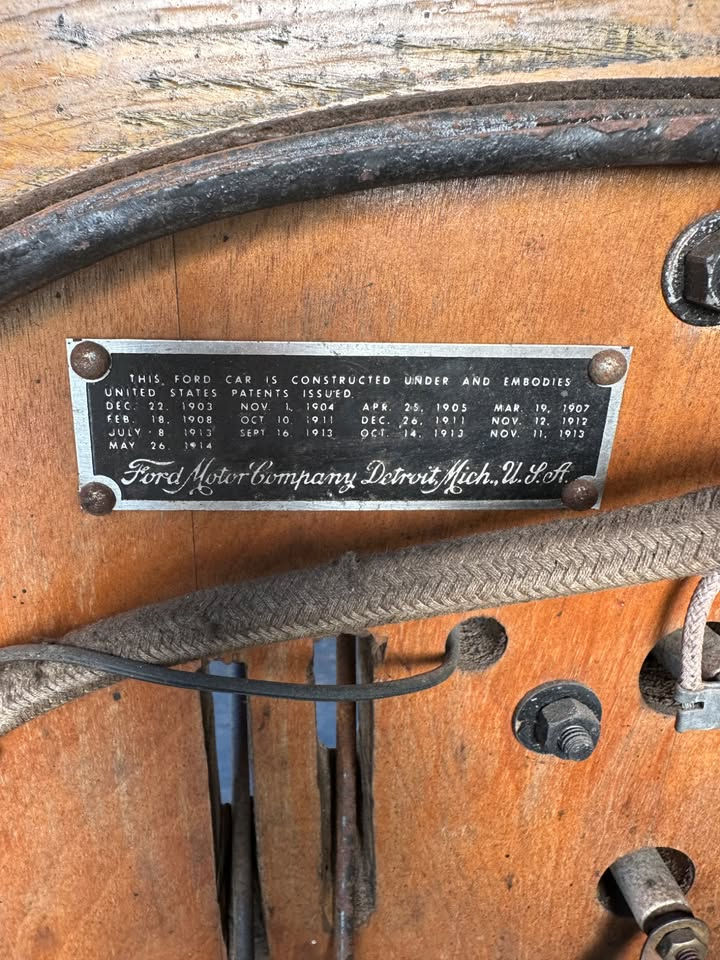 THIS FORD CAR IS CONSTRUCTED UNDER AND EMBODIES
UNITED STATES PATENTS ISSUED.
DEC. 22, 1903 NOV. 1, 1904 APR. 25, 1905 MAR. 19, 1907
FEB. 18, 1908 OCT 10, 1911 DEC. 26, 1911 NOV. 12, 1912
JULY 8 1913 SEPT 16, 1913 OCT. 14, 1913 NOV. 11, 1913
MAY 26, 1914
Ford Motor Company Detroit, Mich., U.S.A.